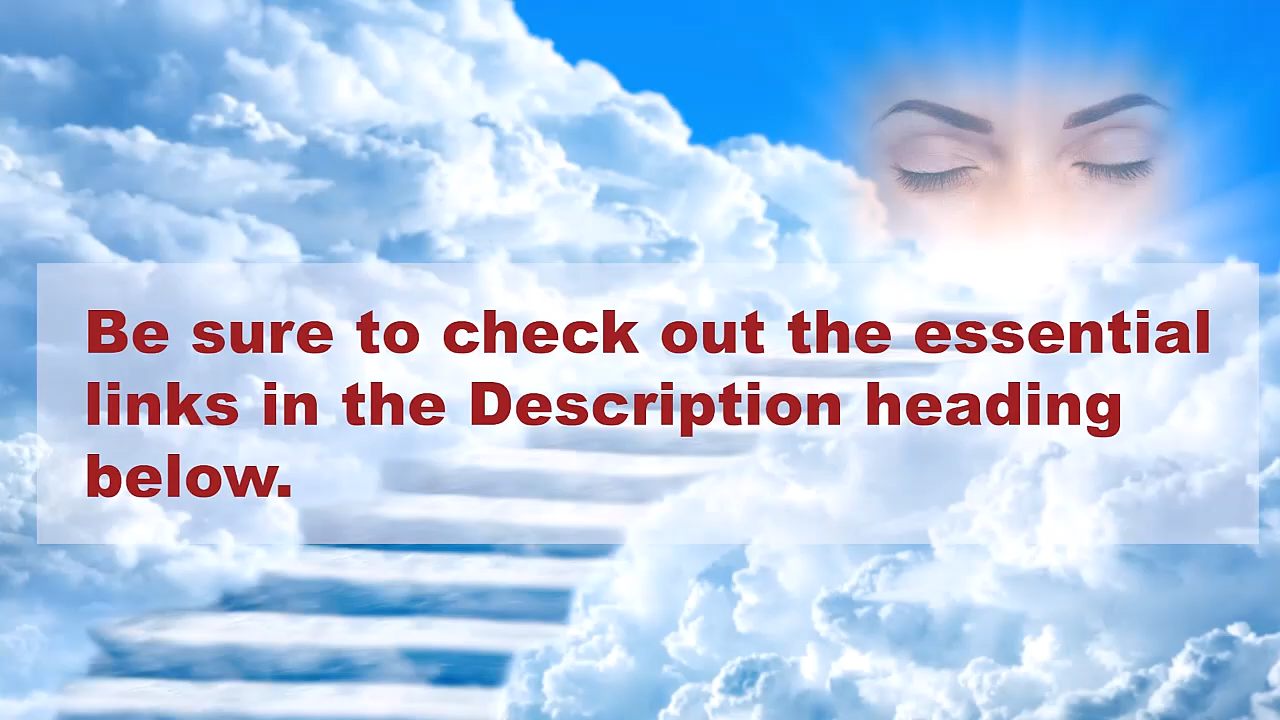 Be sure to check out the essential
links in the Description heading
below.